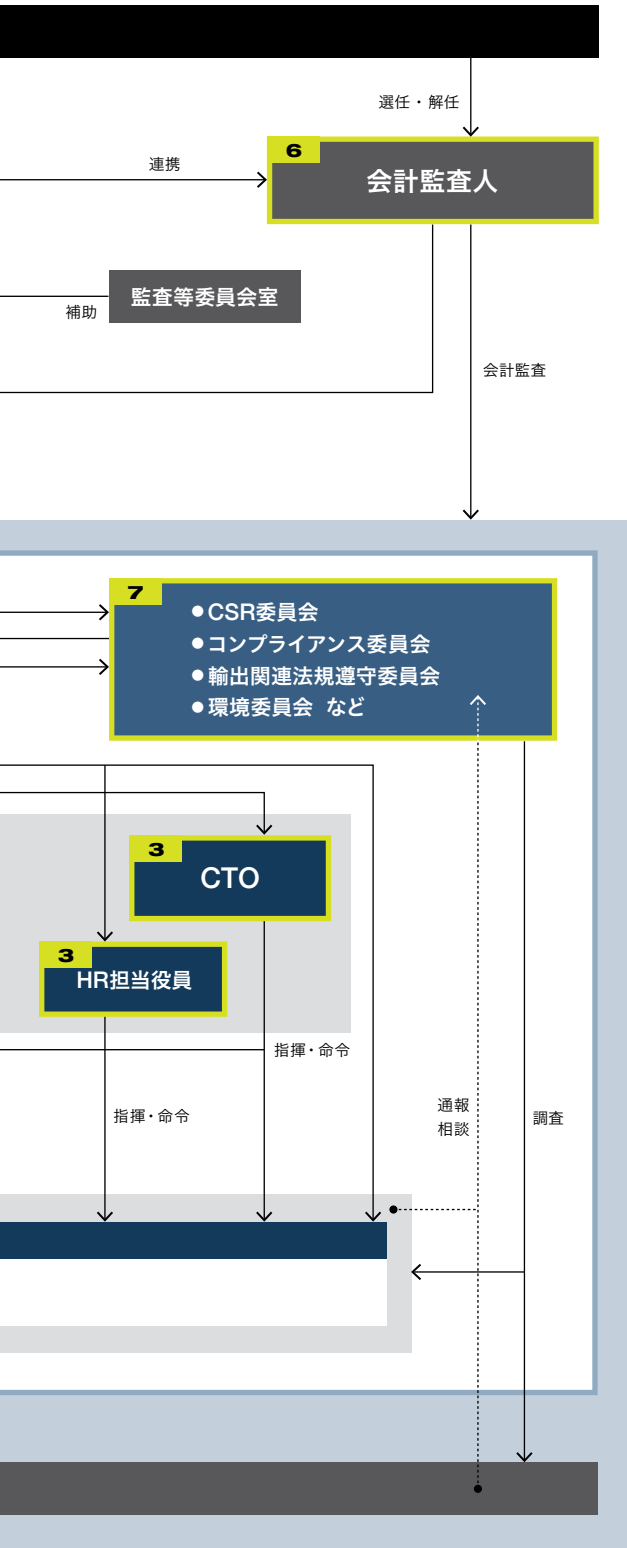 選任・解任
6
会計監査人
連携
監査等委員会室
補助
会計監査
7
●CSR委員会
●コンプライアンス委員会
●輸出関連法規遵守委員会
●環境委員会 など
3
CTO
3
HR担当役員
指揮・命令
指揮・命令
通報
相談
調査